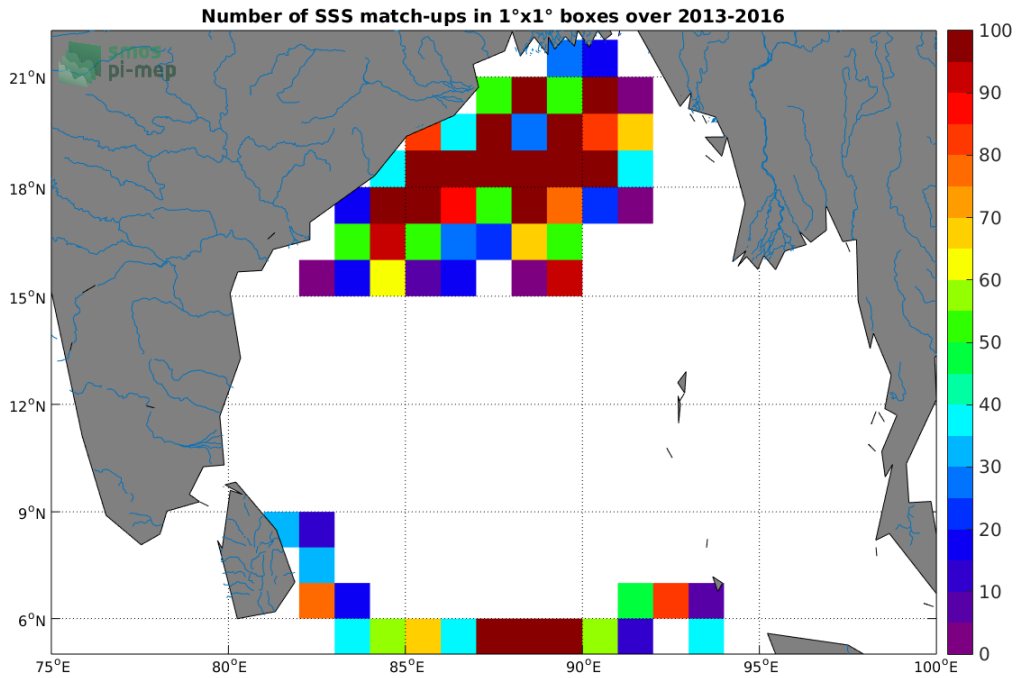 Number of SSS match-ups in 1°x1° boxes over 2013-2016
smos
pi-mep
21°N
18°N
15°N
12°N
9°N
6°N
75°E
80°E
85°E
90°E
95°E
100°E
100
90
80
70
60
50
40
30
20
10
0